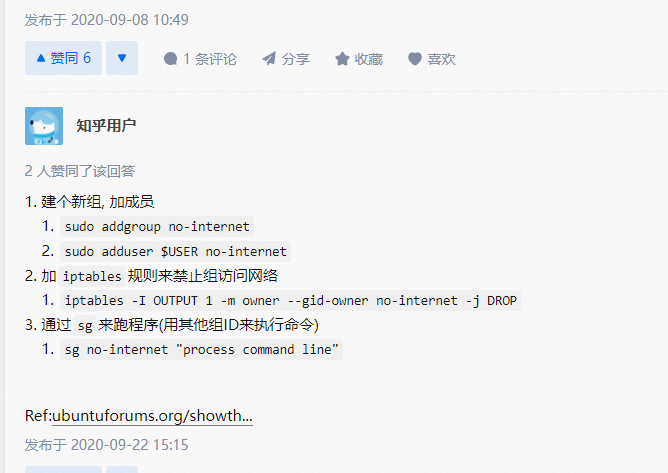 发布于 2020-09-08 10:49
赞同 6
1 条评论
分享
收藏
喜欢
知乎用户
2 人赞同了该回答
1. 建个新组, 加成员
1. sudo addgroup no-internet
2. sudo adduser $USER no-internet
2. 加 iptables 规则来禁止组访问网络
1. iptables -I OUTPUT 1 -m owner --gid-owner no-internet -j DROP
3. 通过 sg 来跑程序(用其他组ID来执行命令)
1. sg no-internet "process command line"
Ref:ubuntuforums.org/showth...
发布于 2020-09-22 15:15